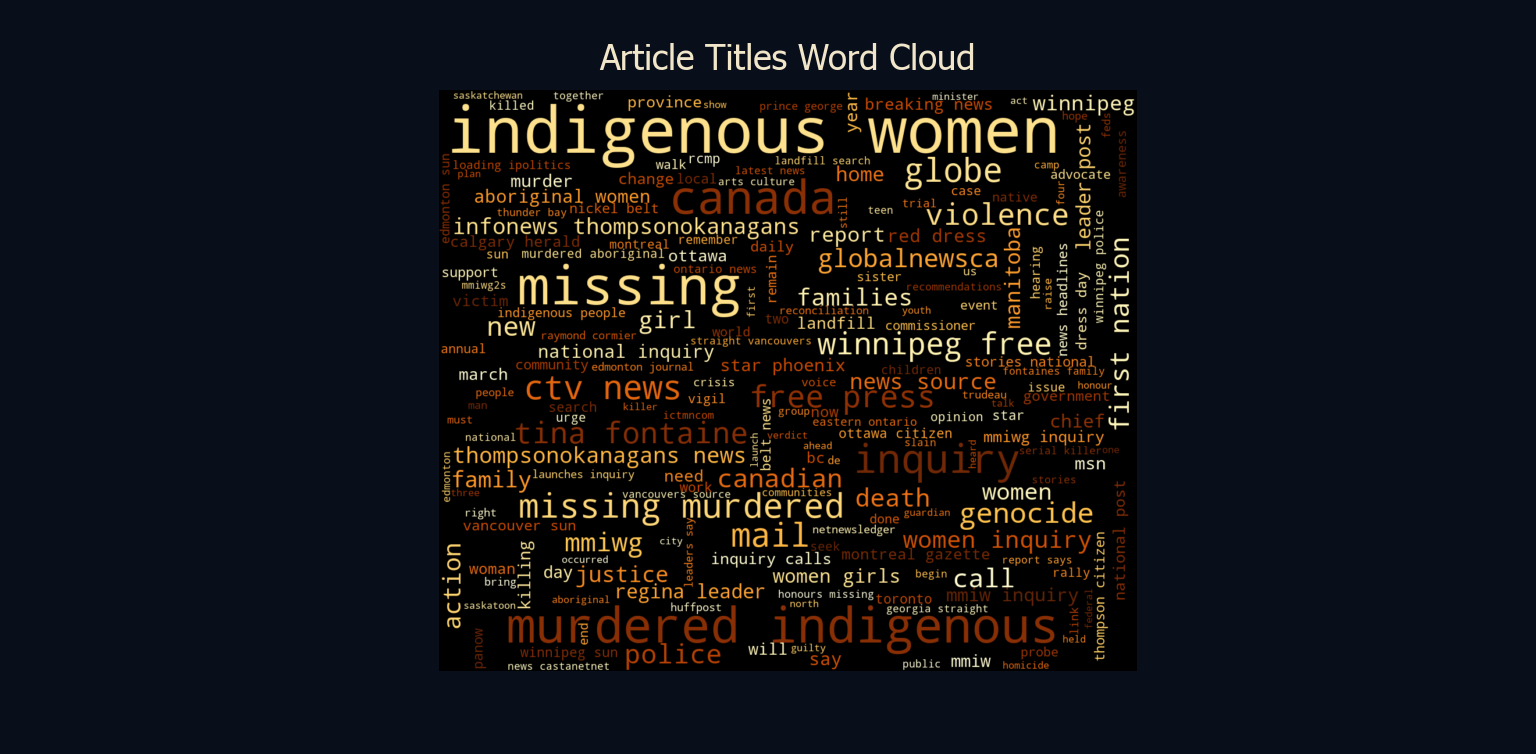 Article Titles Word Cloud
saskatchewan
together
killed
province
show
prince george
year
breaking news
minister
act
winnipeg
hope
feds
indigenous women
awareness
edmonton sun
loading ipolitics
plan
walk
rcmp
landfill search
latest news
home
globe
camp
advocate
leader post
murder
change
local
arts culture
canada
aboriginal women
case
native
four
thunder bay
nickel belt
still
teen
trial
violence
infonews thompsonokanagans
report
red dress
calgary herald
montreal
remember
daily
manitoba
winnipeg police
sun
murdered aboriginal
ottawa
globalnewsca
hearing
news headlines
first nation
support
ontario news
remain
sister
us
raise
dress day
mmiwg2s
missing
first
families
recommendations
victim
event
indigenous people
girl
reconciliation
youth
new
two
landfill
commissioner
raymond cormier
world
straight vancouvers
winnipeg free
annual
national inquiry
stories national
community
edmonton journal
star phoenix
children
fontaines family
march
ctv news
crisis
voice
news source
issue
honour
people
vigil
free press
trudeau
government
man
search
killer
talk
must
urge
ictmncom
belt news
group
now
opinion
star
chief
eastern ontario
national
tina fontaine
verdict
ottawa citizen
mmiwg inquiry
slain
edmonton
thompsonokanagans news
launch
ahead
bc
de
inquiry
heard
serial killer
one
msn
family
launches inquiry
need
canadian
stories
three
work
vancouvers source
communities
death
women
national post
right
missing murdered
done
guardian
genocide
vancouver sun
leaders say
mail
netnewsledger
women inquiry
mmiwg
city
seek
montreal gazette
thompson citizen
action
killing
occurred
inquiry calls
report says
woman
day
justice
women girls
begin
call
rally
bring
regina leader
honours missing
toronto
mmiw inquiry
saskatoon
aboriginal
huffpost
north
georgia straight
link
federal
murdered indigenous
end
held
panow
winnipeg sun
police
will
guilty
say
probe
news castanetnet
public
mmiw
homicide